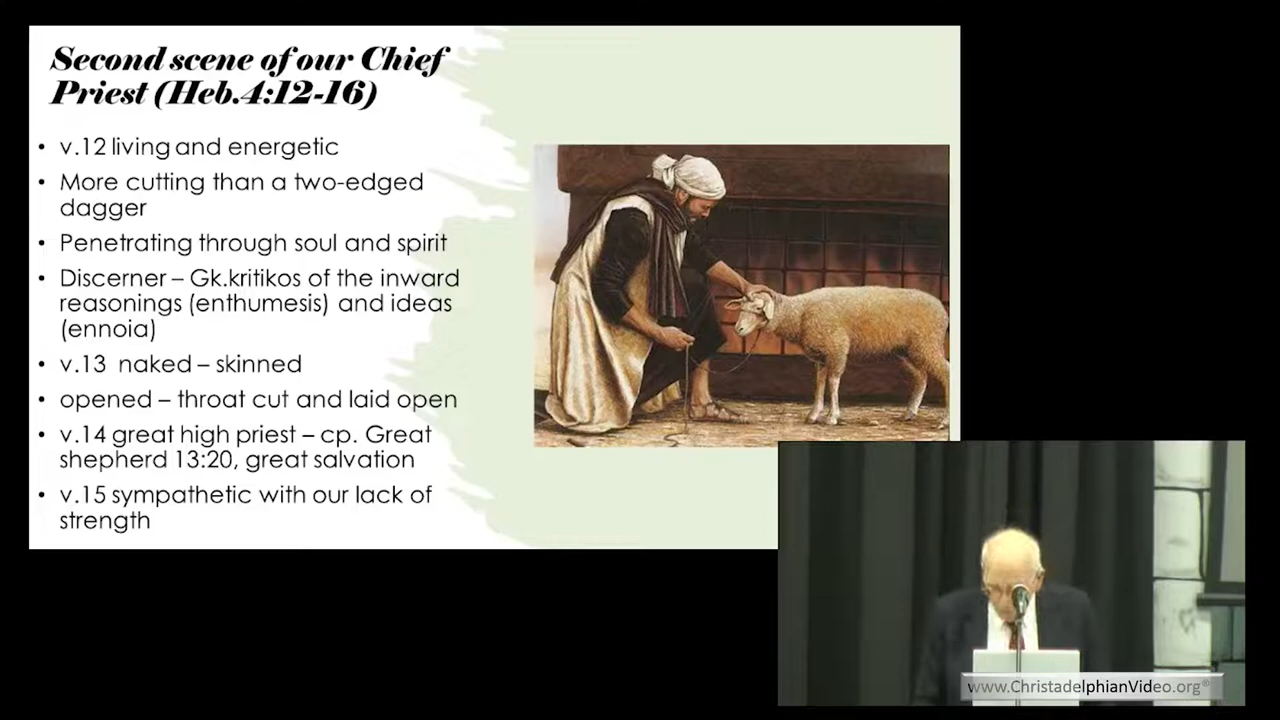 Second scene of our Chief
Priest (Heb.4:12-16)
• v.12 living and energetic
• More cutting than a two-edged
dagger
• Penetrating through soul and spirit
• Discerner – Gk.kritikos of the inward
reasonings (enthumesis) and ideas
(ennoia)
• v.13 naked – skinned
• opened – throat cut and laid open
• v.14 great high priest – cp. Great
shepherd 13:20, great salvation
• v.15 sympathetic with our lack of
strength
www.ChristadelphianVideo.org®